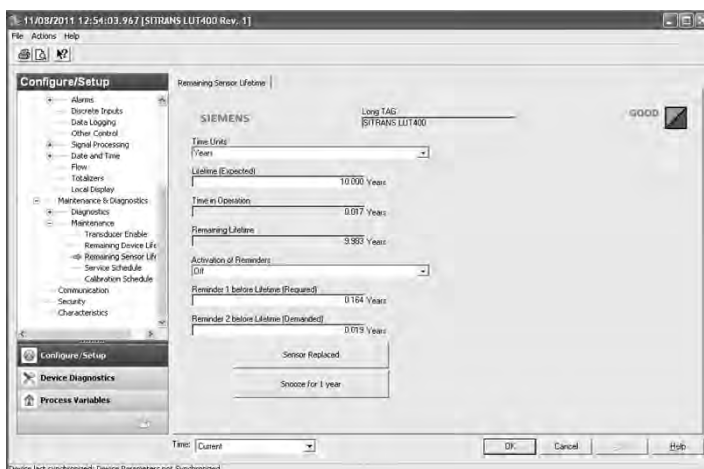 11/08/2011 12:54:03.967 [SITRANS LUT400 Rev. 1]
File Actions Help
Configure/Setup
Alarms
Discrete Inputs
Data Logging
Other Control
Signal Processing
Date and Time
Flow
Totalizers
Local Display
Maintenance & Diagnostics
Diagnostics
Maintenance
Transducer Enable
Remaining Device Life
Remaining Sensor Life
Service Schedule
Calibration Schedule
Communication
Security
Characteristics
Configure/Setup
Device Diagnostics
Process Variables
Remaining Sensor Lifetime
SIEMENS
Long TAG
SITRANS LUT400
GOOD
Time Units
Years
Lifetime (Expected)
10.000 Years
Time in Operation
0.017 Years
Remaining Lifetime
9.983 Years
Activation of Reminders
Off
Reminder 1 before Lifetime (Required)
0.164 Years
Reminder 2 before Lifetime (Demanded)
0.019 Years
Sensor Replaced
Snooze for 1 year
Time: Current
OK Cancel Help
Device last synchronized: Device Parameters not Synchronized